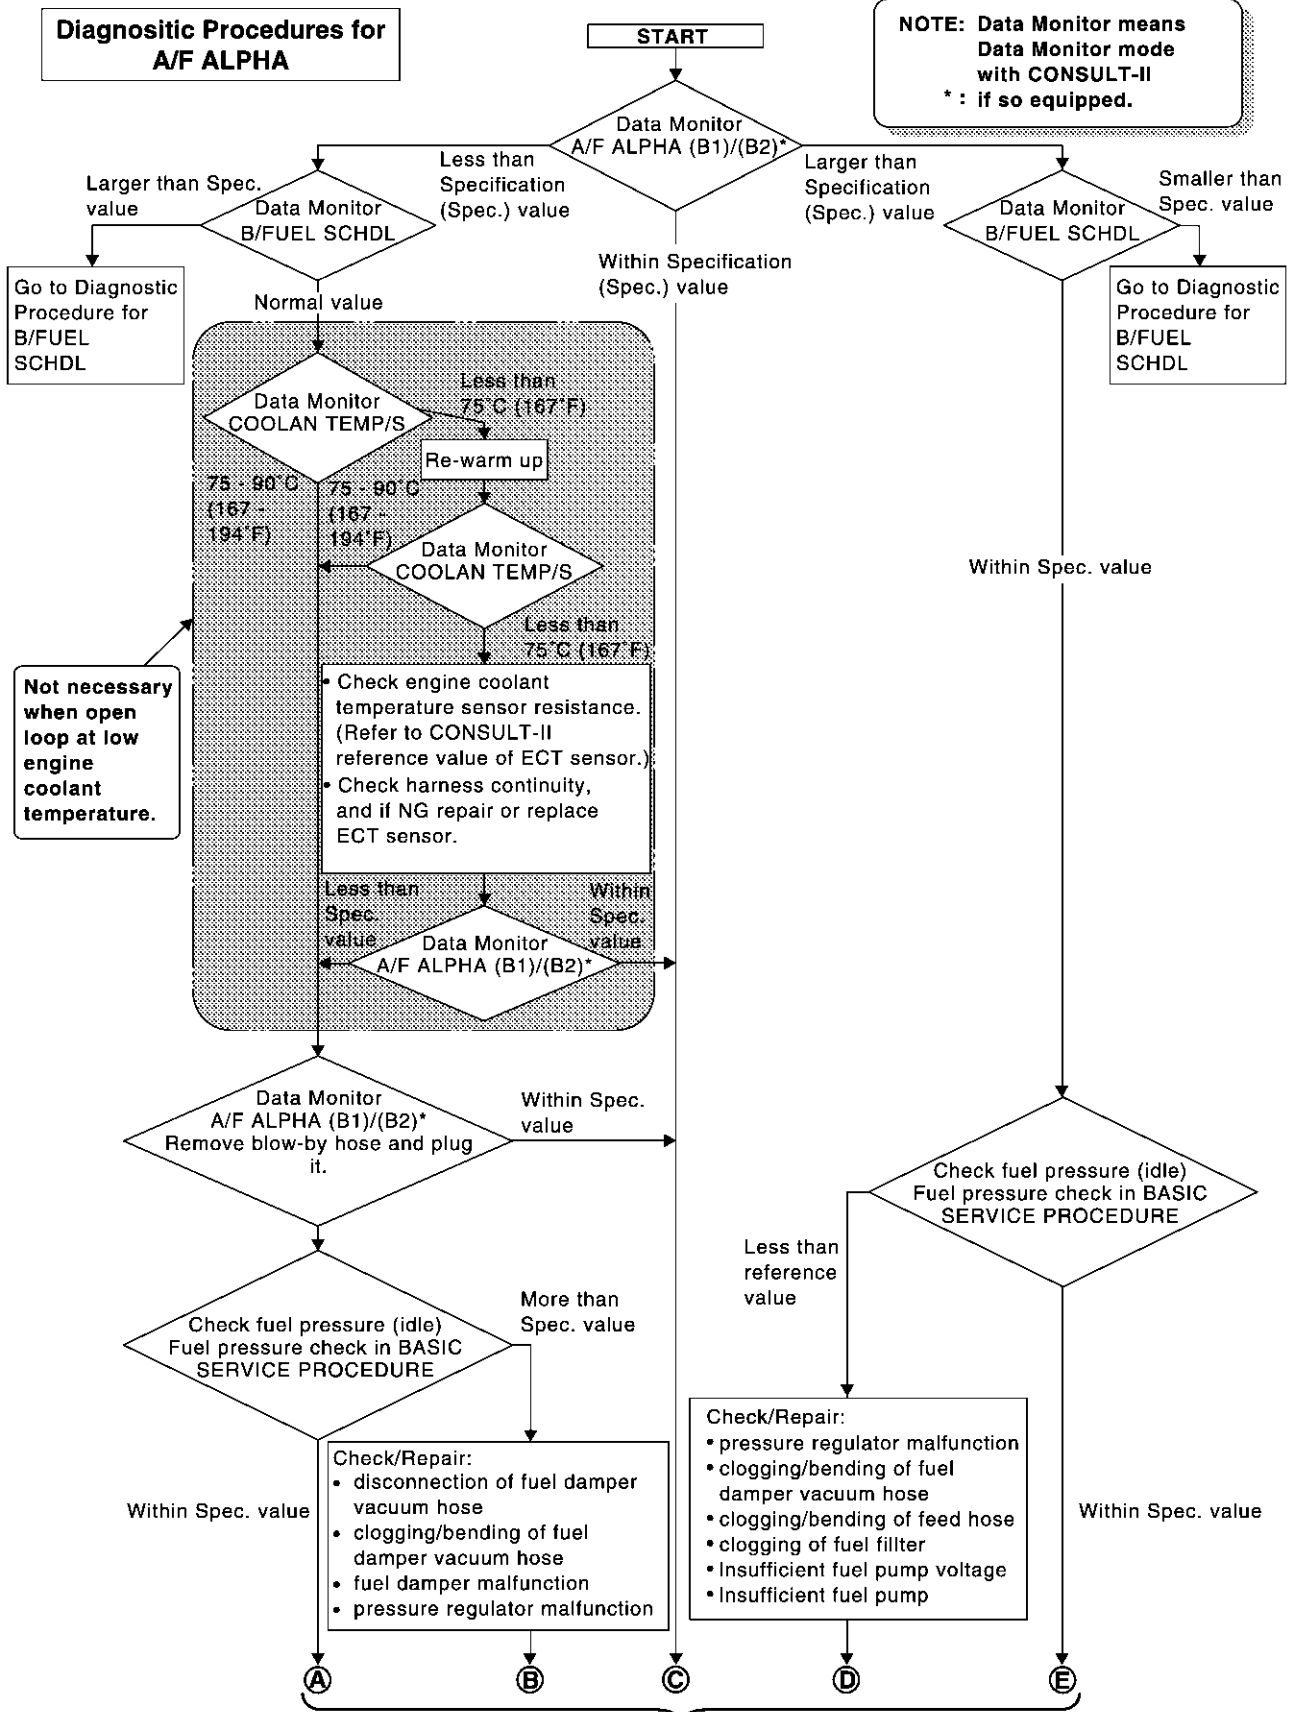 Diagnositic Procedures for
A/F ALPHA
START
NOTE: Data Monitor means
Data Monitor mode
with CONSULT-II
* : if so equipped.
Data Monitor
A/F ALPHA (B1)/(B2)*
Less than
Specification
(Spec.) value
Larger than
Specification
(Spec.) value
Within Specification
(Spec.) value
Larger than Spec.
value
Data Monitor
B/FUEL SCHDL
Data Monitor
B/FUEL SCHDL
Smaller than
Spec. value
Go to Diagnostic
Procedure for
B/FUEL
SCHDL
Normal value
Go to Diagnostic
Procedure for
B/FUEL
SCHDL
Data Monitor
COOLAN TEMP/S
Less than
75°C (167°F)
Re-warm up
75 - 90°C
(167 -
194°F)
75 - 90°C
(167 -
194°F)
Data Monitor
COOLAN TEMP/S
Within Spec. value
Less than
75°C (167°F)
Not necessary
when open
loop at low
engine
coolant
temperature.
• Check engine coolant
temperature sensor resistance.
(Refer to CONSULT-II
reference value of ECT sensor.)
• Check harness continuity,
and if NG repair or replace
ECT sensor.
Less than
Spec.
value
Within
Spec.
value
Data Monitor
A/F ALPHA (B1)/(B2)*
Data Monitor
A/F ALPHA (B1)/(B2)*
Remove blow-by hose and plug
it.
Within Spec.
value
Check fuel pressure (idle)
Fuel pressure check in BASIC
SERVICE PROCEDURE
Less than
reference
value
Check fuel pressure (idle)
Fuel pressure check in BASIC
SERVICE PROCEDURE
More than
Spec. value
Within Spec. value
Check/Repair:
• disconnection of fuel damper
vacuum hose
• clogging/bending of fuel
damper vacuum hose
• fuel damper malfunction
• pressure regulator malfunction
Check/Repair:
• pressure regulator malfunction
• clogging/bending of fuel
damper vacuum hose
• clogging/bending of feed hose
• clogging of fuel fillter
• Insufficient fuel pump voltage
• Insufficient fuel pump
Within Spec. value
A B C D E